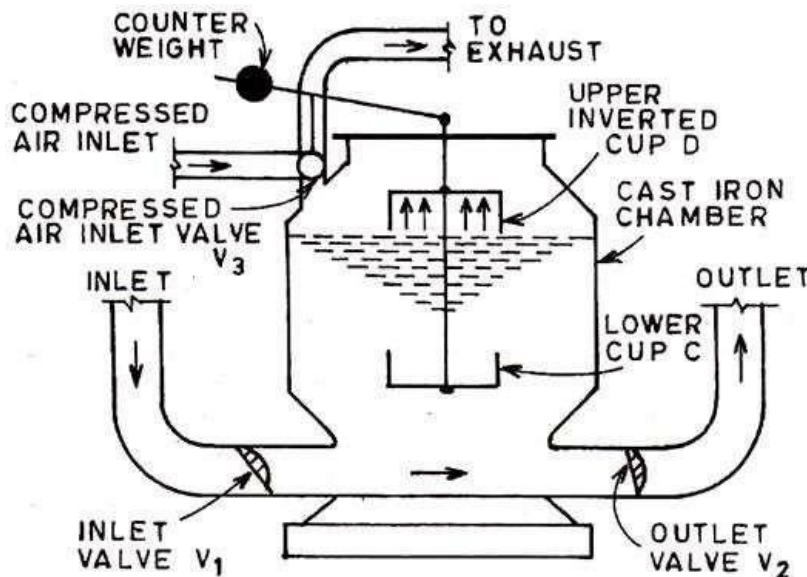 COUNTER
WEIGHT
TO
EXHAUST
COMPRESSED
AIR INLET
UPPER
INVERTED
CUP D
COMPRESSED
AIR INLET VALVE
V3
CAST IRON
CHAMBER
INLET
OUTLET
LOWER
CUP C
INLET
VALVE V1
OUTLET
VALVE V2